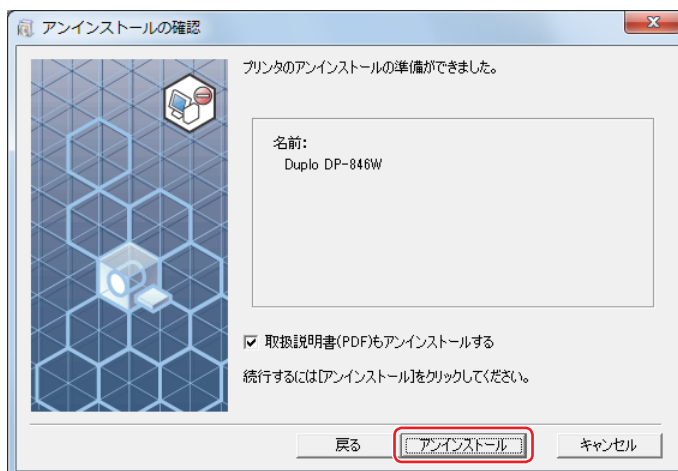 アンインストールの確認
プリンタのアンインストールの準備ができました。
名前:
Duplo DP-846W
取扱説明書(PDF)もアンインストールする
続行するには[アンインストール]をクリックしてください。
戻る アンインストール キャンセル